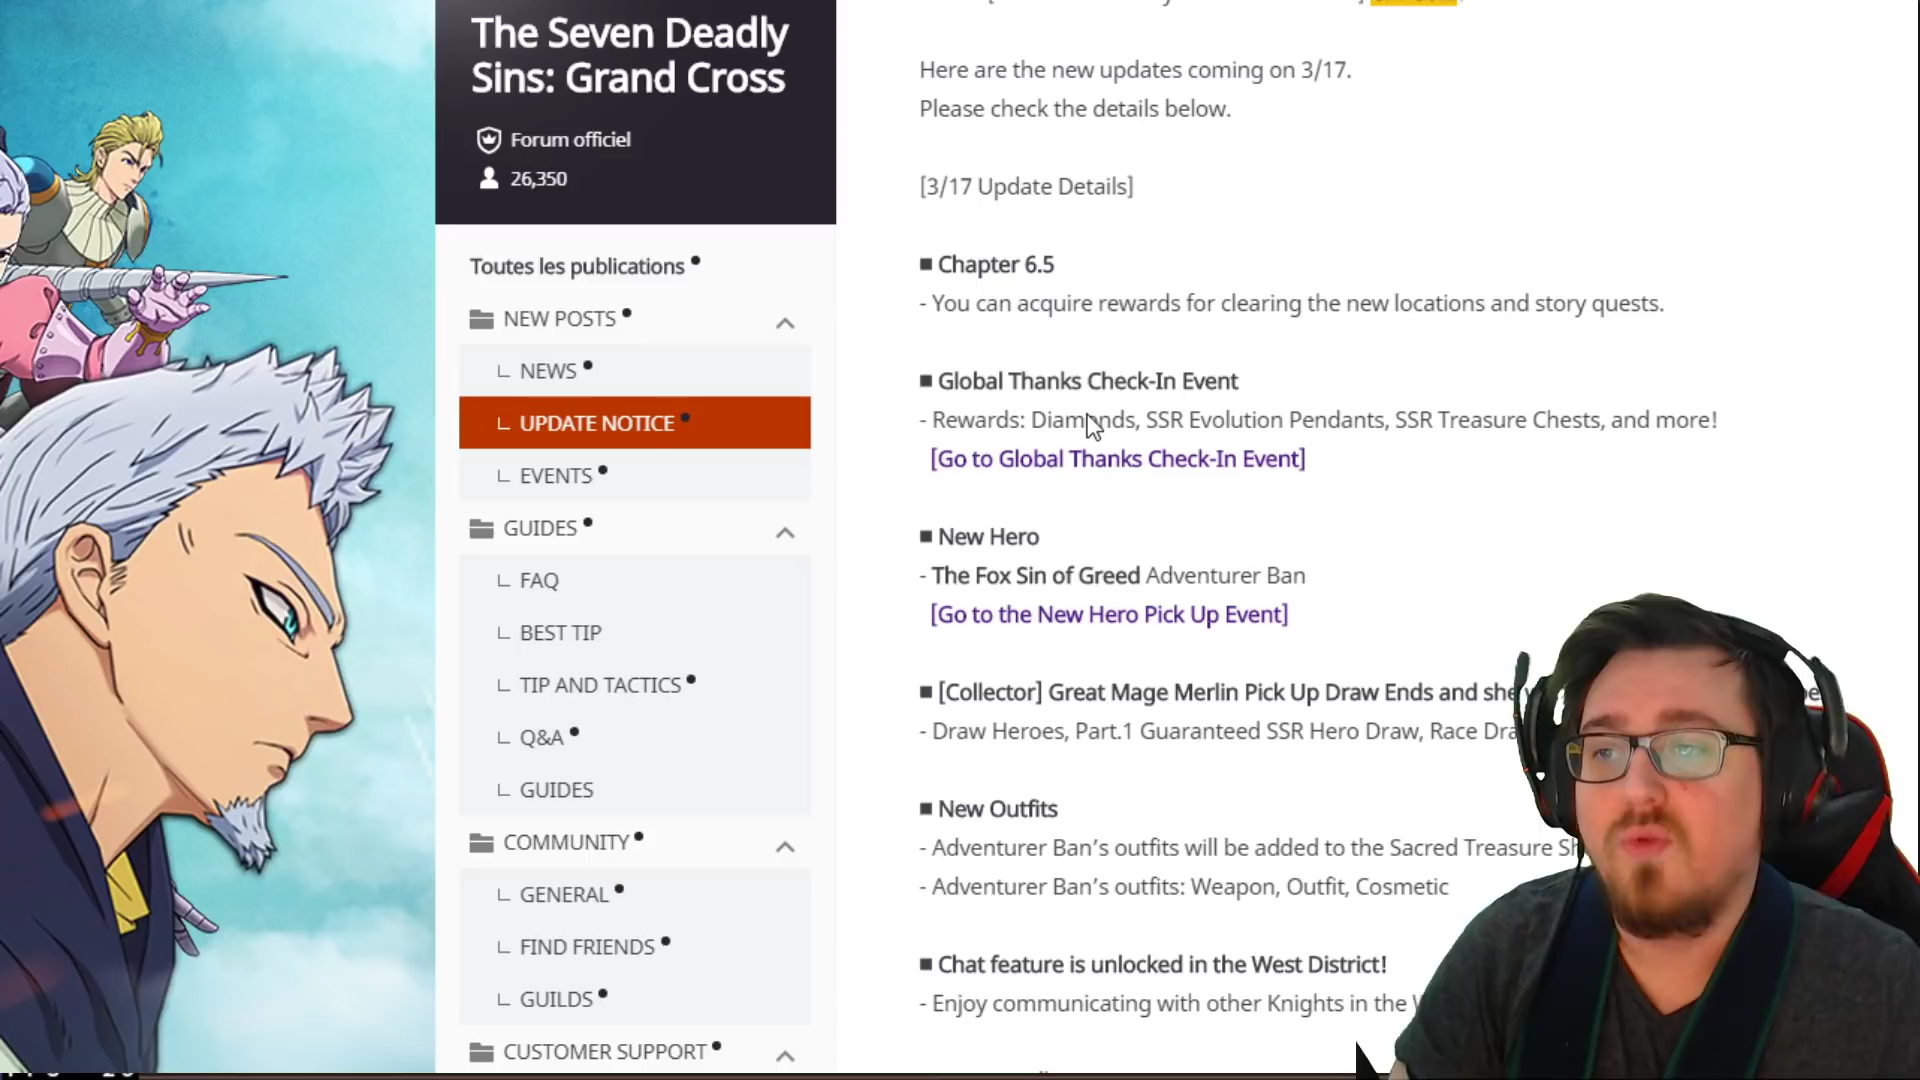 The Seven Deadly
Sins: Grand Cross
Forum officiel
26,350
Toutes les publications
NEW POSTS
NEWS
UPDATE NOTICE
EVENTS
GUIDES
FAQ
BEST TIP
TIP AND TACTICS
Q&A
GUIDES
COMMUNITY
GENERAL
FIND FRIENDS
GUILDS
CUSTOMER SUPPORT
Here are the new updates coming on 3/17.
Please check the details below.
[3/17 Update Details]
■ Chapter 6.5
- You can acquire rewards for clearing the new locations and story quests.
■ Global Thanks Check-In Event
- Rewards: Diamonds, SSR Evolution Pendants, SSR Treasure Chests, and more!
[Go to Global Thanks Check-In Event]
■ New Hero
- The Fox Sin of Greed Adventurer Ban
[Go to the New Hero Pick Up Event]
■ [Collector] Great Mage Merlin Pick Up Draw Ends and she
- Draw Heroes, Part.1 Guaranteed SSR Hero Draw, Race
■ New Outfits
- Adventurer Ban's outfits will be added to the Sacred Treasure
- Adventurer Ban's outfits: Weapon, Outfit, Cosmetic
■ Chat feature is unlocked in the West District!
- Enjoy communicating with other Knights in the